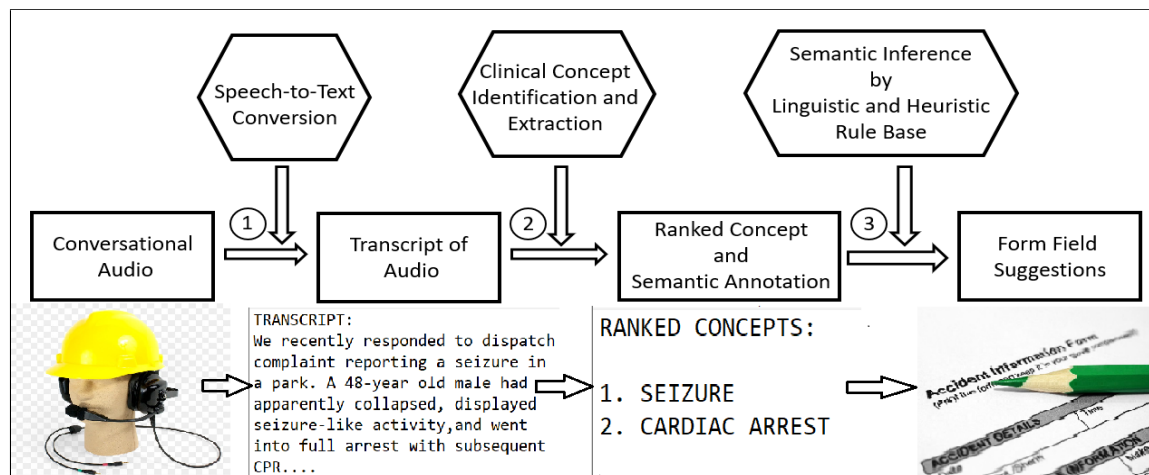 Speech-to-Text
Conversion
Clinical Concept
Identification and
Extraction
Semantic Inference
by
Linguistic and Heuristic
Rule Base
1
2
3
Conversational
Audio
Transcript of
Audio
Ranked Concept
and
Semantic Annotation
Form Field
Suggestions
TRANSCRIPT:
We recently responded to dispatch
complaint reporting a seizure in
a park. A 48-year old male had
apparently collapsed, displayed
seizure-like activity,and went
into full arrest with subsequent
CPR....
RANKED CONCEPTS:
1. SEIZURE
2. CARDIAC ARREST
Accident Information Form
ACCIDENT DETAILS
Time
INFORMATION